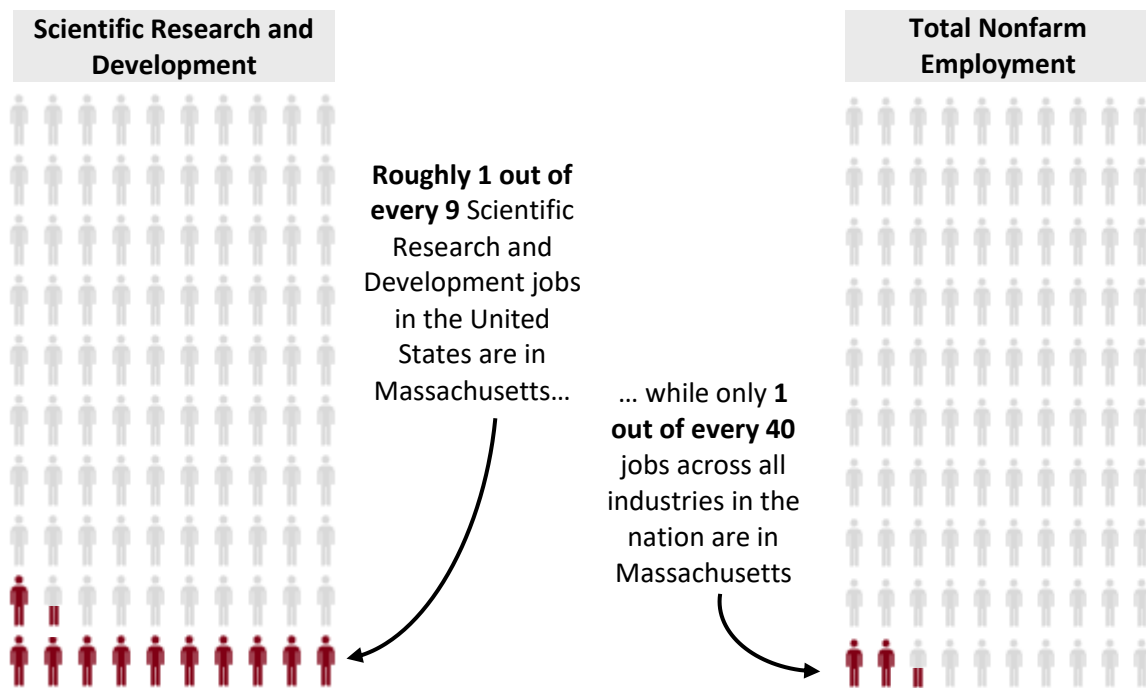 Scientific Research and
Development
Total Nonfarm
Employment
Roughly 1 out of
every 9 Scientific
Research and
Development jobs
in the United
States are in
Massachusetts…
… while only 1
out of every 40
jobs across all
industries in the
nation are in
Massachusetts